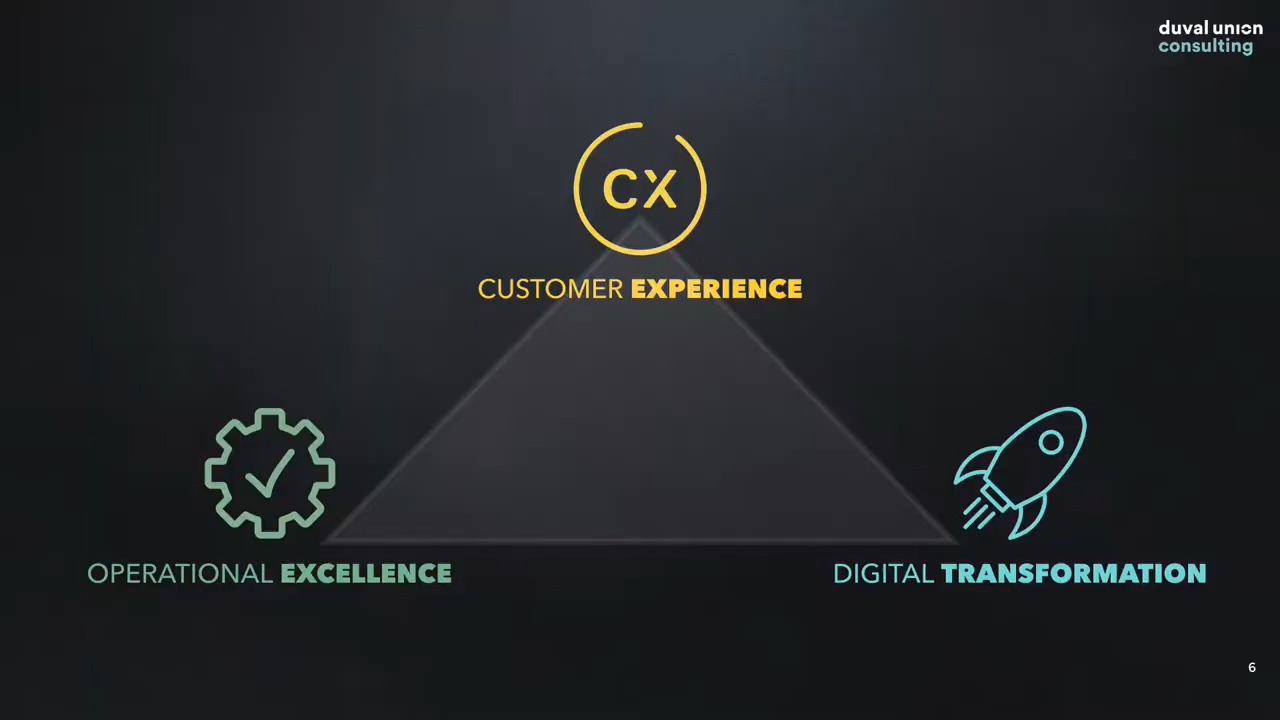 duval union
consulting
CX
CUSTOMER EXPERIENCE
OPERATIONAL EXCELLENCE
DIGITAL TRANSFORMATION
6